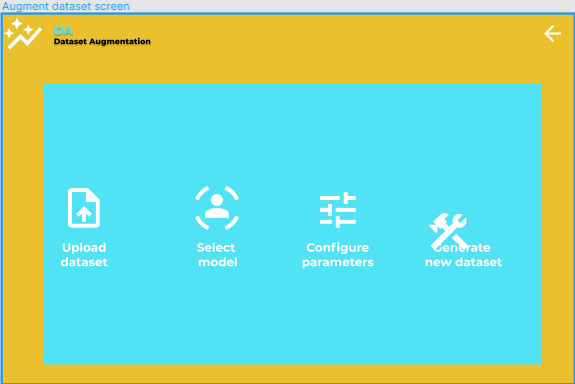 Augment dataset screen
DA
Dataset Augmentation
Upload
dataset
Select
model
Configure
parameters
Generate
new dataset